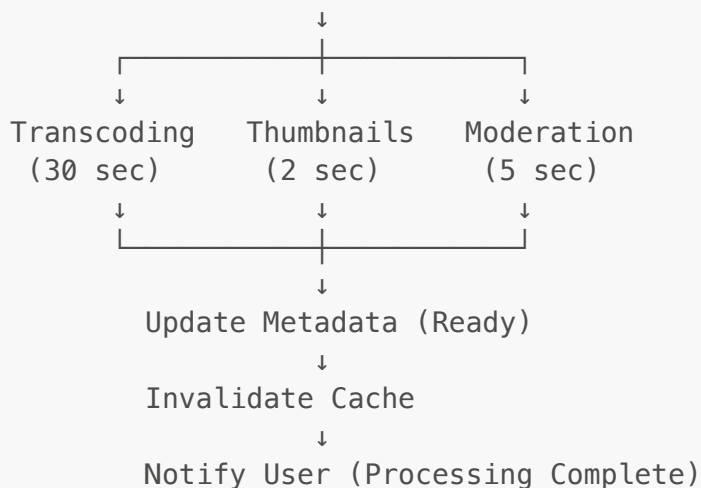 Transcoding Thumbnails Moderation
(30 sec) (2 sec) (5 sec)
Update Metadata (Ready)
Invalidate Cache
Notify User (Processing Complete)